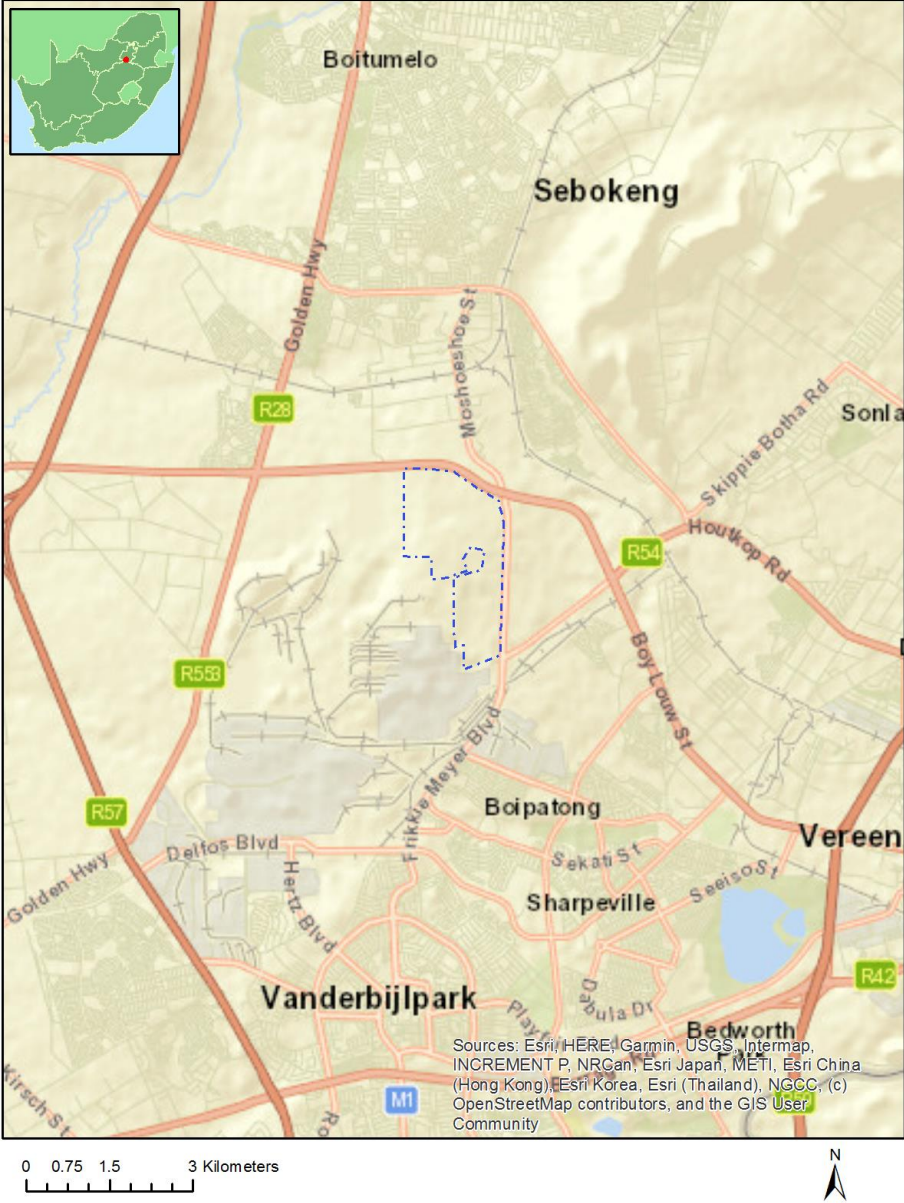 Boitumelo
Sebokeng
Golden Hwy
Moshoeshoe St
R28
Skippie Botha Rd
Sonla
R54
Houtkop Rd
Boy Louw St
R553
Frikkie Meyer Blvd
R57
Boipatong
Vereen
Delfos Blvd
Sekati St
Seeiso St
Golden Hwy
Hertz Blvd
Sharpeville
R42
Vanderbijlpark
Dabula Dr
Bedworth
Park
Sources: Esri, HERE, Garmin, USGS, Intermap,
INCREMENT P, NRCan, Esri Japan, METI, Esri China
(Hong Kong), Esri Korea, Esri (Thailand), NGCC, (c)
OpenStreetMap contributors, and the GIS User
Community
Kirsch St
M1
Ro
0 0.75 1.5 3 Kilometers
N